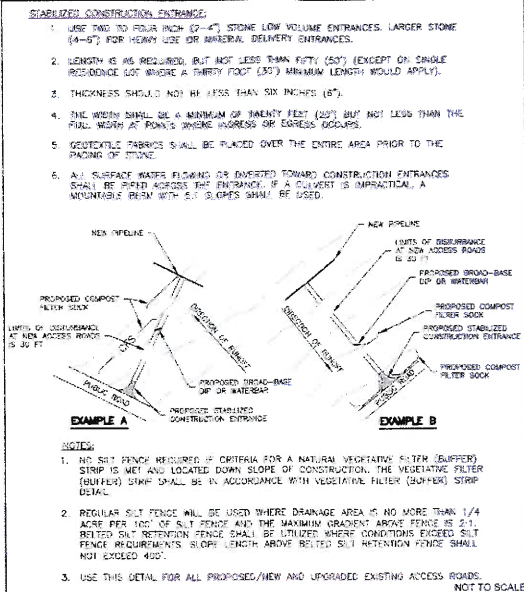 STABILIZED CONSTRUCTION ENTRANCE:
1. USE TWO TO FOUR INCH (2-4") STONE LOW VOLUME ENTRANCES. LARGER STONE
(4-6") FOR HEAVY USE OR MATERIAL DELIVERY ENTRANCES.
2. LENGTH IS AS REQUIRED, BUT NOT LESS THAN FIFTY (50') (EXCEPT ON SINGLE
RESIDENCE LOT WHERE A THIRTY FOOT (30') MINIMUM LENGTH WOULD APPLY).
3. THICKNESS SHOULD NOT BE LESS THAN SIX INCHES (6").
4. THE WIDTH SHALL BE A MINIMUM OF TWENTY FEET (20') BUT NOT LESS THAN THE
FULL WIDTH AT POINTS WHERE INGRESS OR EGRESS OCCURS.
5. GEOTEXTILE FABRICS SHALL BE PLACED OVER THE ENTIRE AREA PRIOR TO THE
PACING OF STONE.
6. ALL SURFACE WATER FLOWING OR DIVERTED TOWARD CONSTRUCTION ENTRANCES
SHALL BE PIPED ACROSS THE ENTRANCE. IF A CULVERT IS IMPRACTICAL, A
MOUNTABLE BERM WITH 5:1 SLOPES SHALL BE USED.
NEW PIPELINE
PROPOSED COMPOST
FILTER SOCK
LIMITS OF DISTURBANCE
AT NEW ACCESS ROADS
IS 30 FT
CFS
DIRECTION OF RUNOFF
PUBLIC ROAD
PROPOSED BROAD-BASE
DIP OR WATERBAR
PROPOSED STABILIZED
CONSTRUCTION ENTRANCE
EXAMPLE A
NEW PIPELINE
LIMITS OF DISTURBANCE
AT NEW ACCESS ROADS
IS 30 FT
PROPOSED BROAD-BASE
DIP OR WATERBAR
PROPOSED COMPOST
FILTER SOCK
PROPOSED STABILIZED
CONSTRUCTION ENTRANCE
PROPOSED COMPOST
FILTER SOCK
DIRECTION OF RUNOFF
PUBLIC ROAD
EXAMPLE B
NOTES:
1. NO SILT FENCE REQUIRED IF CRITERIA FOR A NATURAL VEGETATIVE FILTER (BUFFER)
STRIP IS MET AND LOCATED DOWN SLOPE OF CONSTRUCTION. THE VEGETATIVE FILTER
(BUFFER) STRIP SHALL BE IN ACCORDANCE WITH VEGETATIVE FILTER (BUFFER) STRIP
DETAIL.
2. REGULAR SILT FENCE WILL BE USED WHERE DRAINAGE AREA IS NO MORE THAN 1/4
ACRE PER 100' OF SILT FENCE AND THE MAXIMUM GRADIENT ABOVE FENCE IS 2:1.
BELTED SILT RETENTION FENCE SHALL BE UTILIZED WHERE CONDITIONS EXCEED SILT
FENCE REQUIREMENTS. SLOPE LENGTH ABOVE BELTED SILT RETENTION FENCE SHALL
NOT EXCEED 400'.
3. USE THIS DETAIL FOR ALL PROPOSED/NEW AND UPGRADED EXISTING ACCESS ROADS.
NOT TO SCALE